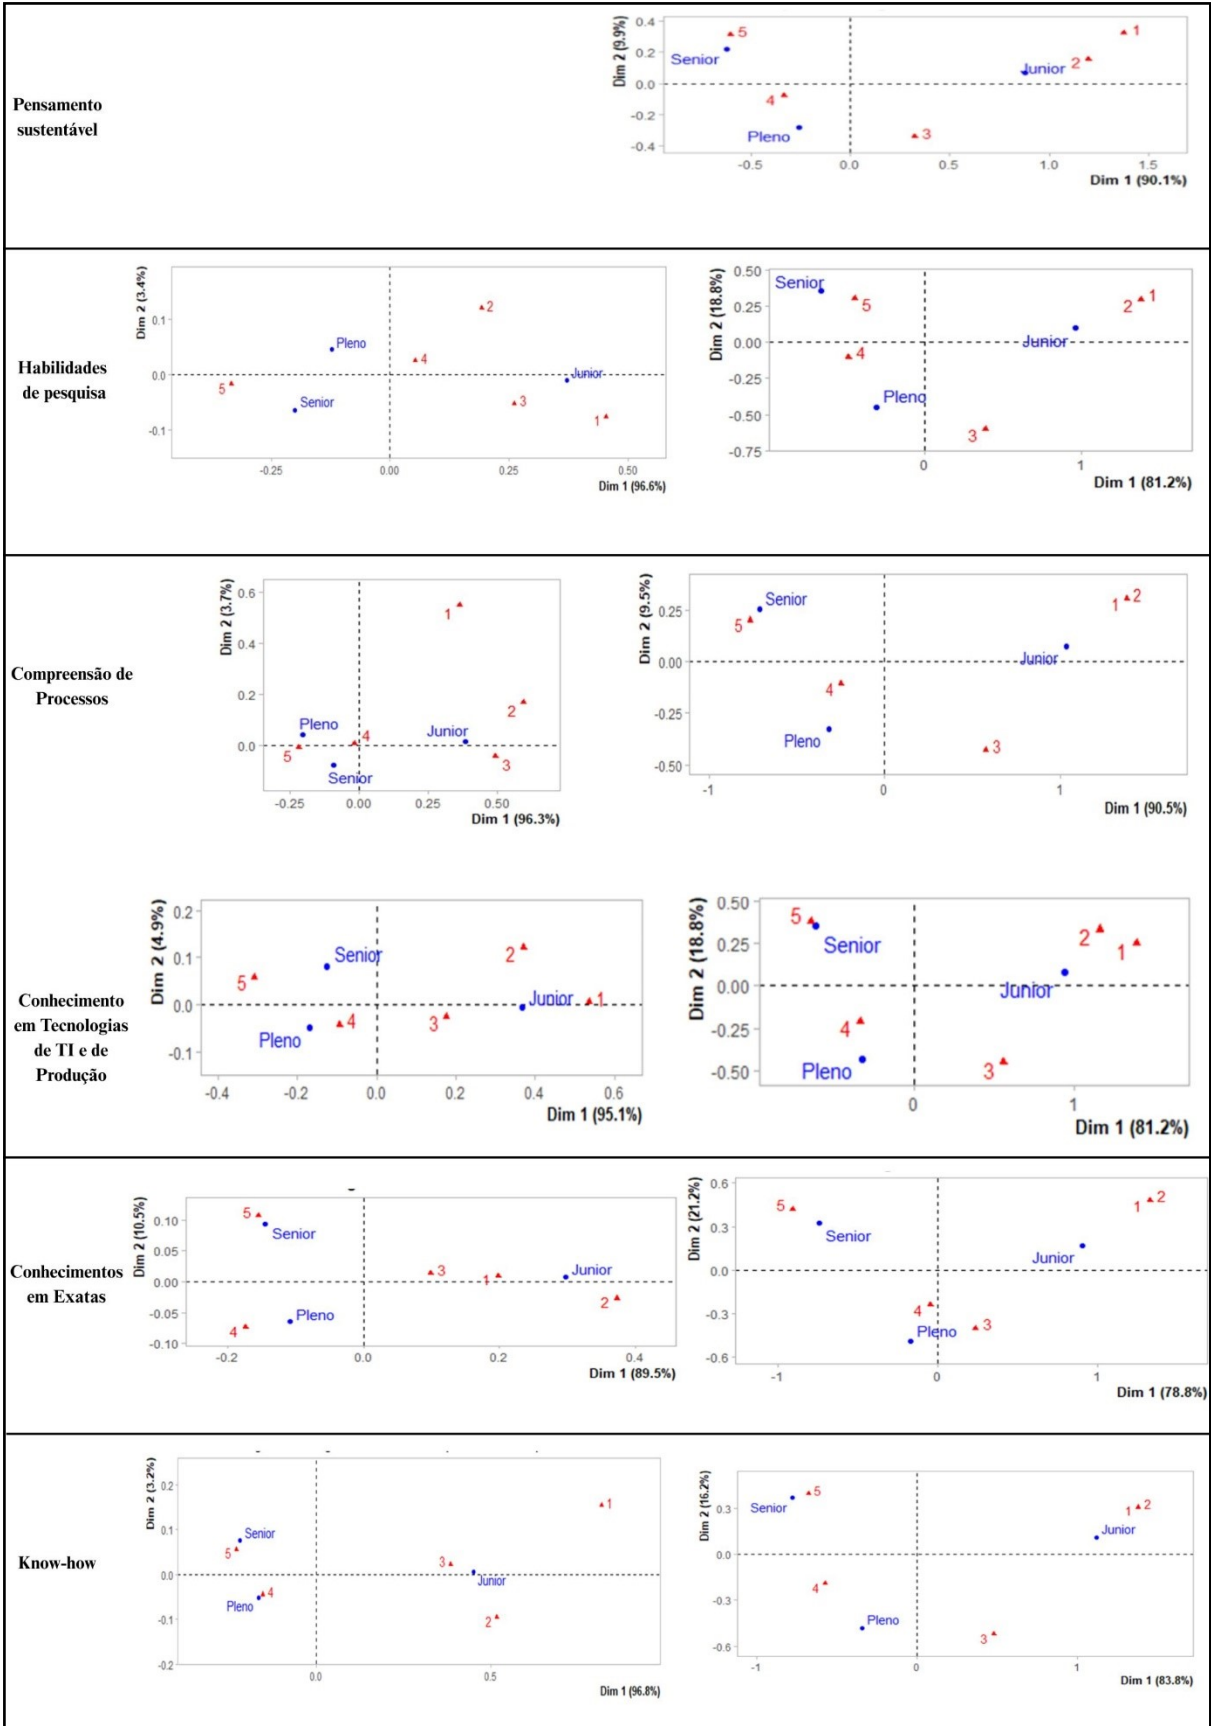 Pensamento
sustentável
Dim 2 (9.9%)
0.4
0.2
0.0
-0.2
-0.4
Senior
5
4
Pleno
3
Junior
2
1
-0.5
0.0
0.5
1.0
1.5
Dim 1 (90.1%)
Habilidades
de pesquisa
Dim 2 (3.4%)
0.1
0.0
-0.1
Pleno
5
Senior
2
4
3
Junior
1
-0.25
0.00
0.25
0.50
Dim 1 (96.6%)
Dim 2 (18.8%)
0.50
0.25
0.00
-0.25
-0.50
-0.75
Senior
5
4
Pleno
3
Junior
2
1
0
1
Dim 1 (81.2%)
Compreensão de
Processos
Dim 2 (3.7%)
0.6
0.4
0.2
0.0
1
2
Pleno
5
4
Senior
Junior
3
-0.25
0.00
0.25
0.50
Dim 1 (96.3%)
Dim 2 (9.5%)
0.25
0.00
-0.25
-0.50
Senior
5
4
Pleno
3
Junior
1
2
-1
0
1
Dim 1 (90.5%)
Conhecimento
em Tecnologias
de TI e de
Produção
Dim 2 (4.9%)
0.2
0.1
0.0
-0.1
Senior
5
4
Pleno
3
2
Junior
1
-0.4
-0.2
0.0
0.2
0.4
0.6
Dim 1 (95.1%)
Dim 2 (18.8%)
0.50
0.25
0.00
-0.25
-0.50
5
Senior
4
Pleno
3
Junior
2
1
0
1
Dim 1 (81.2%)
Conhecimentos
em Exatas
Dim 2 (10.5%)
0.10
0.05
0.00
-0.05
-0.10
5
Senior
4
Pleno
3
1
Junior
2
-0.2
0.0
0.2
0.4
Dim 1 (89.5%)
Dim 2 (21.2%)
0.6
0.3
0.0
-0.3
-0.6
5
Senior
4
Pleno
3
Junior
1
2
-1
0
1
Dim 1 (78.8%)
Know-how
Dim 2 (3.2%)
0.2
0.1
0.0
-0.1
-0.2
Senior
5
4
Pleno
3
Junior
2
1
0.0
0.5
Dim 1 (96.8%)
Dim 2 (16.2%)
0.3
0.0
-0.3
-0.6
Senior
5
4
Pleno
3
1
2
Junior
-1
0
1
Dim 1 (83.8%)